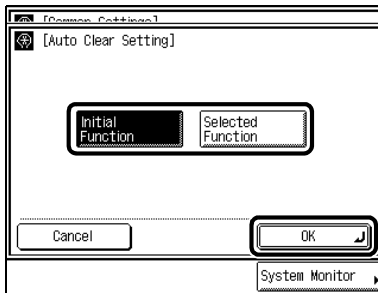 [Auto Clear Setting]
Initial
Function
Selected
Function
Cancel
OK
System Monitor